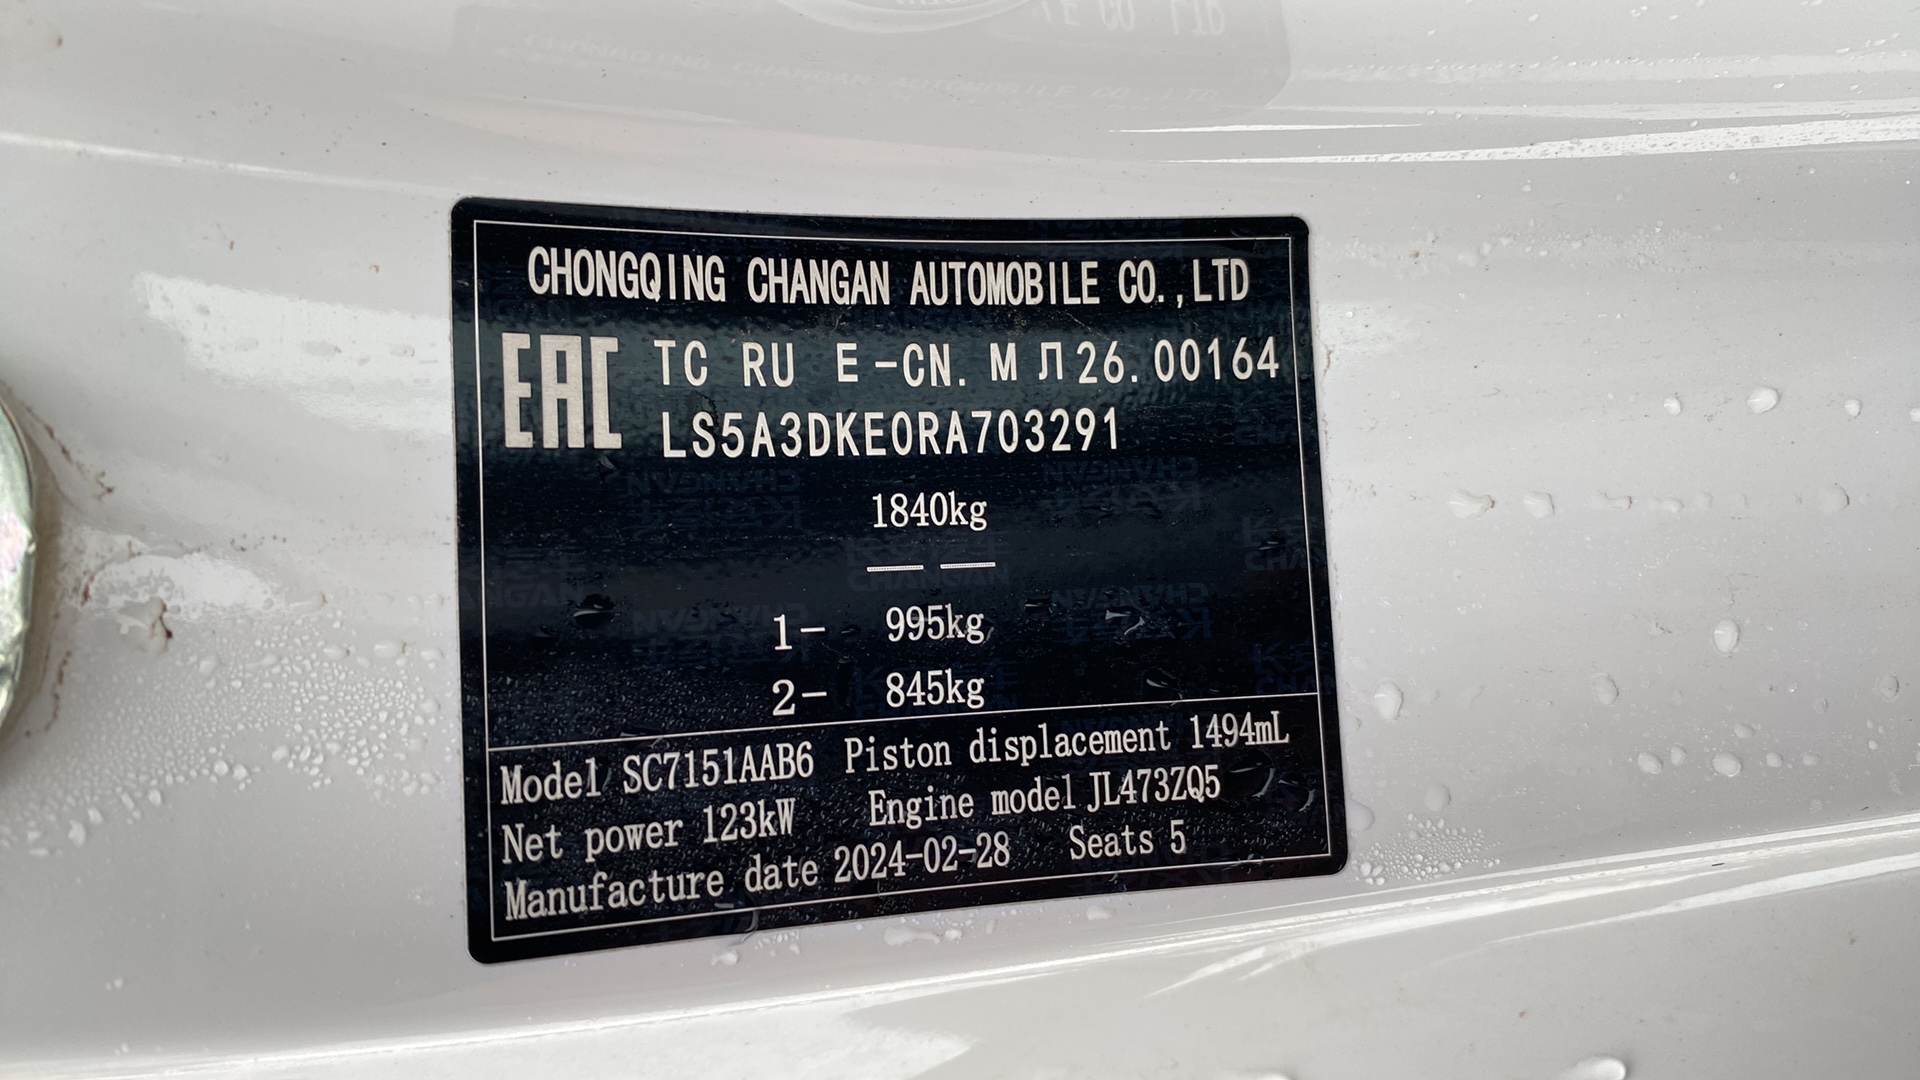 CHONGQING CHANGAN AUTOMOBILE CO.,LTD
EAC TC RU E-CN.МЛ26.00164
LS5A3DKE0RA703291
1840kg
— —
1- 995kg
2- 845kg
Model SC7151AAB6 Piston displacement 1494mL
Net power 123kW Engine model JL473ZQ5
Manufacture date 2024-02-28 Seats 5